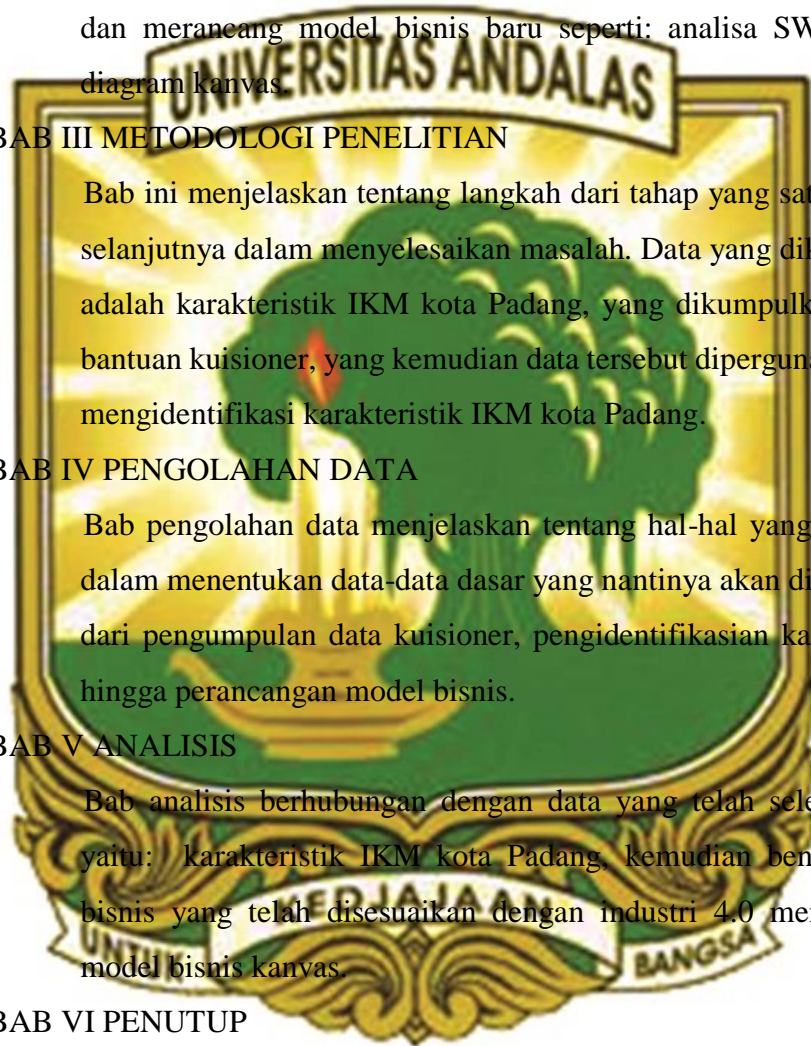 dan merancang model bisnis baru seperti: analisa SW
diagram kanvas.
UNIVERSITAS ANDALAS
BAB III METODOLOGI PENELITIAN
Bab ini menjelaskan tentang langkah dari tahap yang sat
selanjutnya dalam menyelesaikan masalah. Data yang dik
adalah karakteristik IKM kota Padang, yang dikumpulk
bantuan kuisioner, yang kemudian data tersebut diperguna
mengidentifikasi karakteristik IKM kota Padang.
BAB IV PENGOLAHAN DATA
Bab pengolahan data menjelaskan tentang hal-hal yang
dalam menentukan data-data dasar yang nantinya akan di
dari pengumpulan data kuisioner, pengidentifikasian ka
hingga perancangan model bisnis.
BAB V ANALISIS
Bab analisis berhubungan dengan data yang telah sele
yaitu: karakteristik IKM kota Padang, kemudian ben
bisnis yang telah disesuaikan dengan industri 4.0 me
model bisnis kanvas.
UNTUK KEDJAJAAN BANGSA
BAB VI PENUTUP